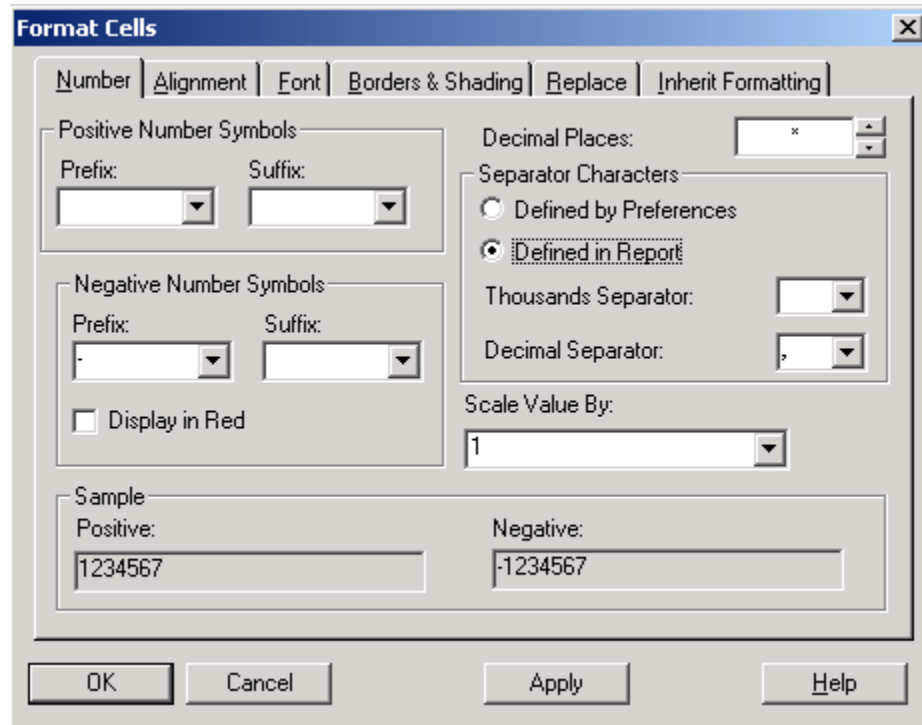 Format Cells
Number Alignment Font Borders & Shading Replace Inherit Formatting
Positive Number Symbols
Prefix: Suffix:
Negative Number Symbols
Prefix: Suffix:
-
Display in Red
Decimal Places: *
Separator Characters
Defined by Preferences
Defined in Report
Thousands Separator:
Decimal Separator: ,
Scale Value By:
1
Sample
Positive: Negative:
1234567 -1234567
OK Cancel Apply Help